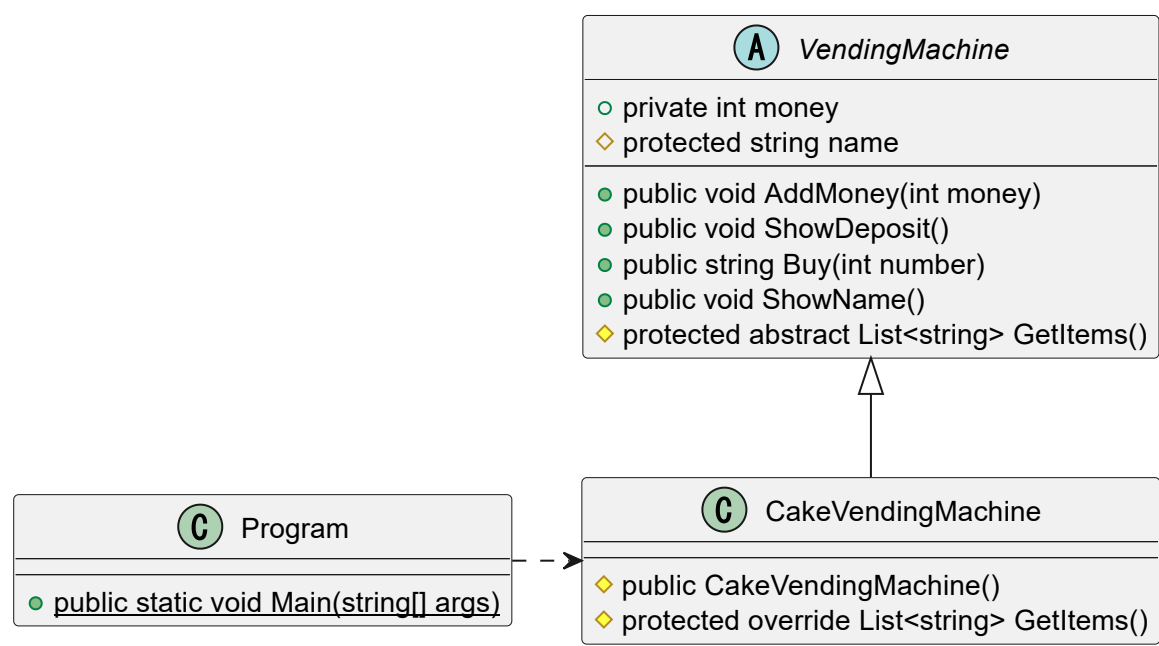 A VendingMachine
private int money
protected string name
public void AddMoney(int money)
public void ShowDeposit()
public string Buy(int number)
public void ShowName()
protected abstract List<string> GetItems()
C Program
public static void Main(string[] args)
C CakeVendingMachine
public CakeVendingMachine()
protected override List<string> GetItems()